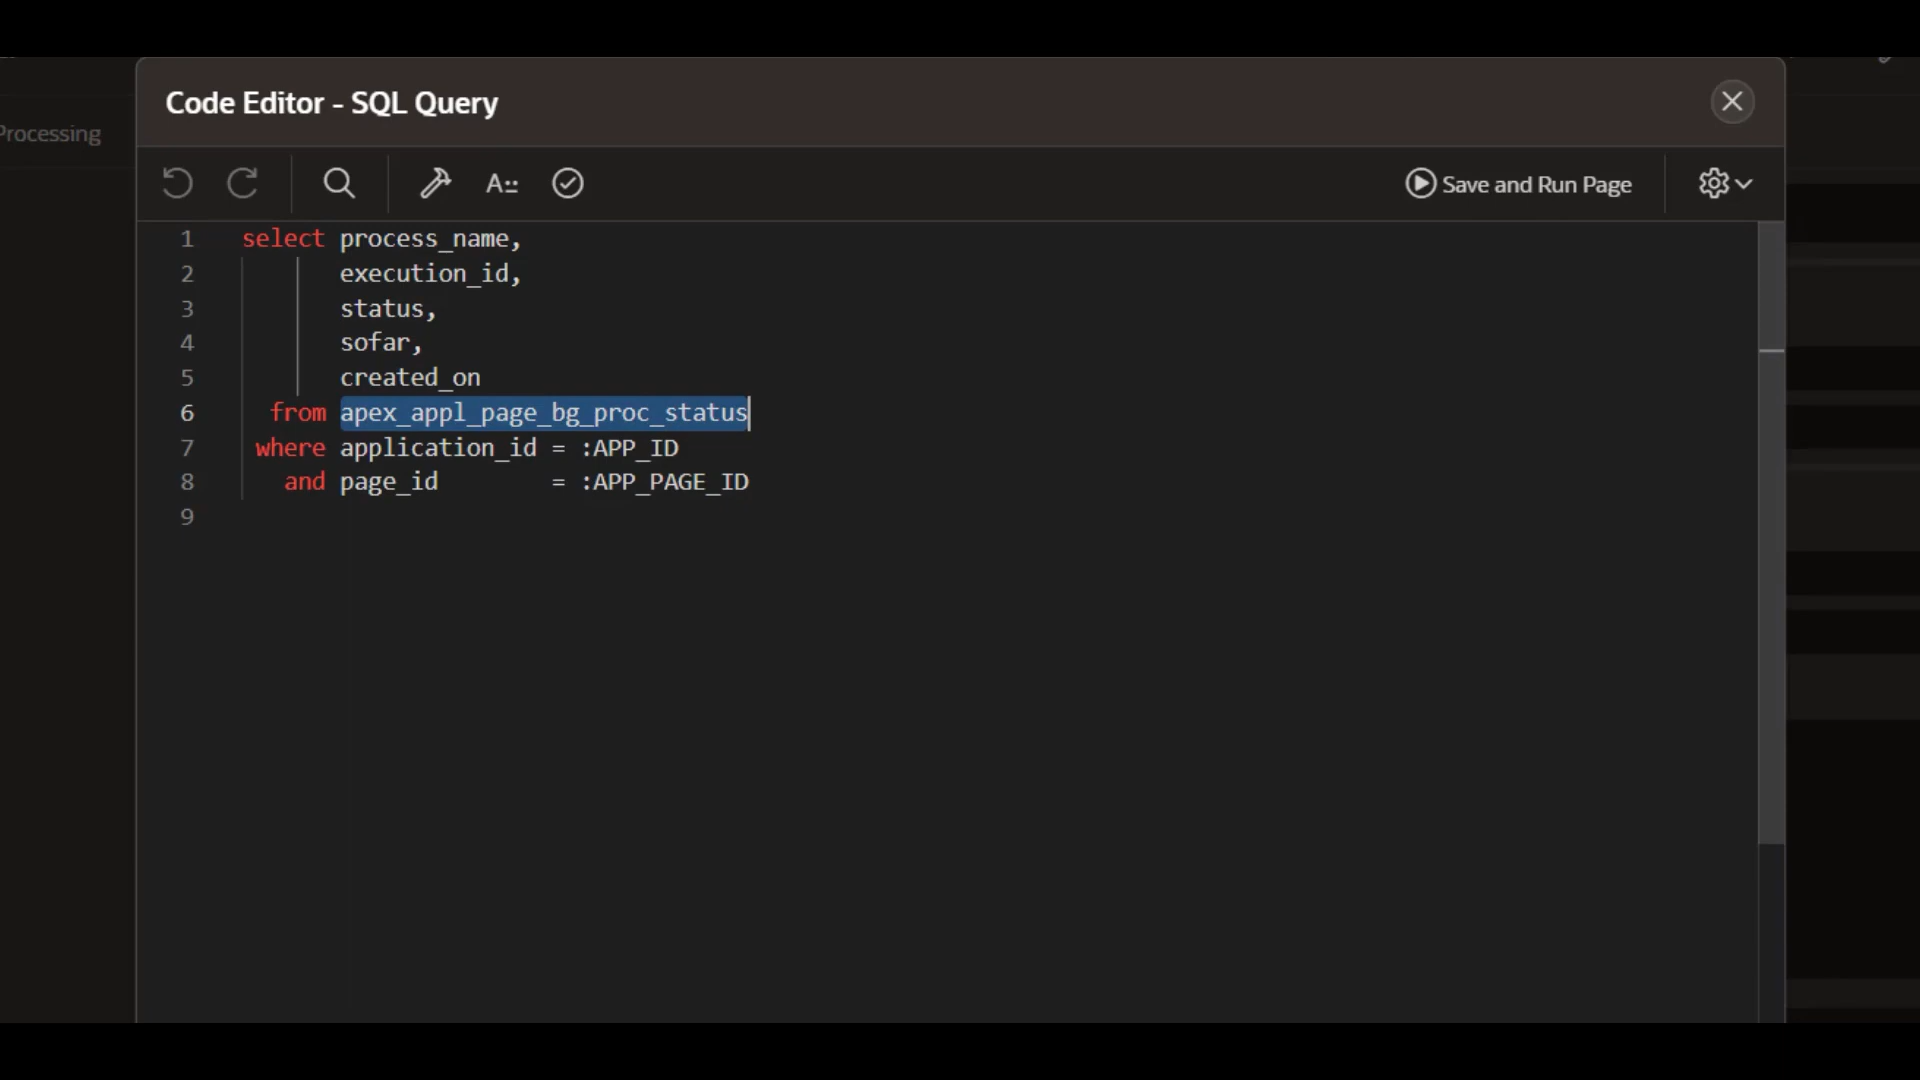 Code Editor - SQL Query
Processing
A::
Save and Run Page
1 select process_name,
2 execution_id,
3 status,
4 sofar,
5 created_on
6 from apex_appl_page_bg_proc_status
7 where application_id = :APP_ID
8 and page_id = :APP_PAGE_ID
9